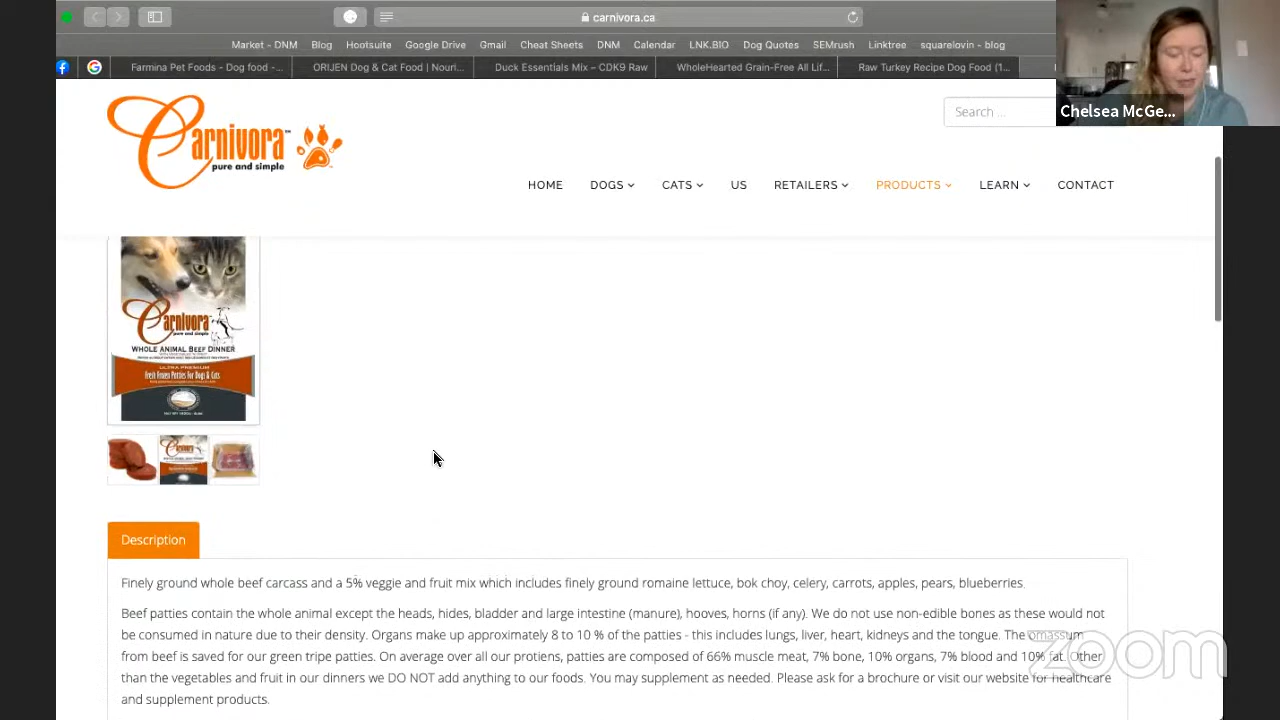 carnivora.ca
Market - DNM Blog Hootsuite Google Drive Gmail Cheat Sheets DNM Calendar LNK.BIO Dog Quotes SEMrush Linktree squarelovin - blog
Farmina Pet Foods - Dog food -... ORIJEN Dog & Cat Food | Nouri... Duck Essentials Mix – CDK9 Raw WholeHearted Grain-Free All Lif... Raw Turkey Recipe Dog Food (1...
Chelsea McGe...
Search ...
Carnivora
pure and simple
HOME DOGS CATS US RETAILERS PRODUCTS LEARN CONTACT
Carnivora
pure and simple
WHOLE ANIMAL BEEF DINNER
ULTRA PREMIUM
Fresh Frozen Patties For Dogs & Cats
Description
Finely ground whole beef carcass and a 5% veggie and fruit mix which includes finely ground romaine lettuce, bok choy, celery, carrots, apples, pears, blueberries.
Beef patties contain the whole animal except the heads, hides, bladder and large intestine (manure), hooves, horns (if any). We do not use non-edible bones as these would not
be consumed in nature due to their density. Organs make up approximately 8 to 10 % of the patties - this includes lungs, liver, heart, kidneys and the tongue. The omassum
from beef is saved for our green tripe patties. On average over all our protiens, patties are composed of 66% muscle meat, 7% bone, 10% organs, 7% blood and 10% fat. Other
than the vegetables and fruit in our dinners we DO NOT add anything to our foods. You may supplement as needed. Please ask for a brochure or visit our website for healthcare
and supplement products.
zoom